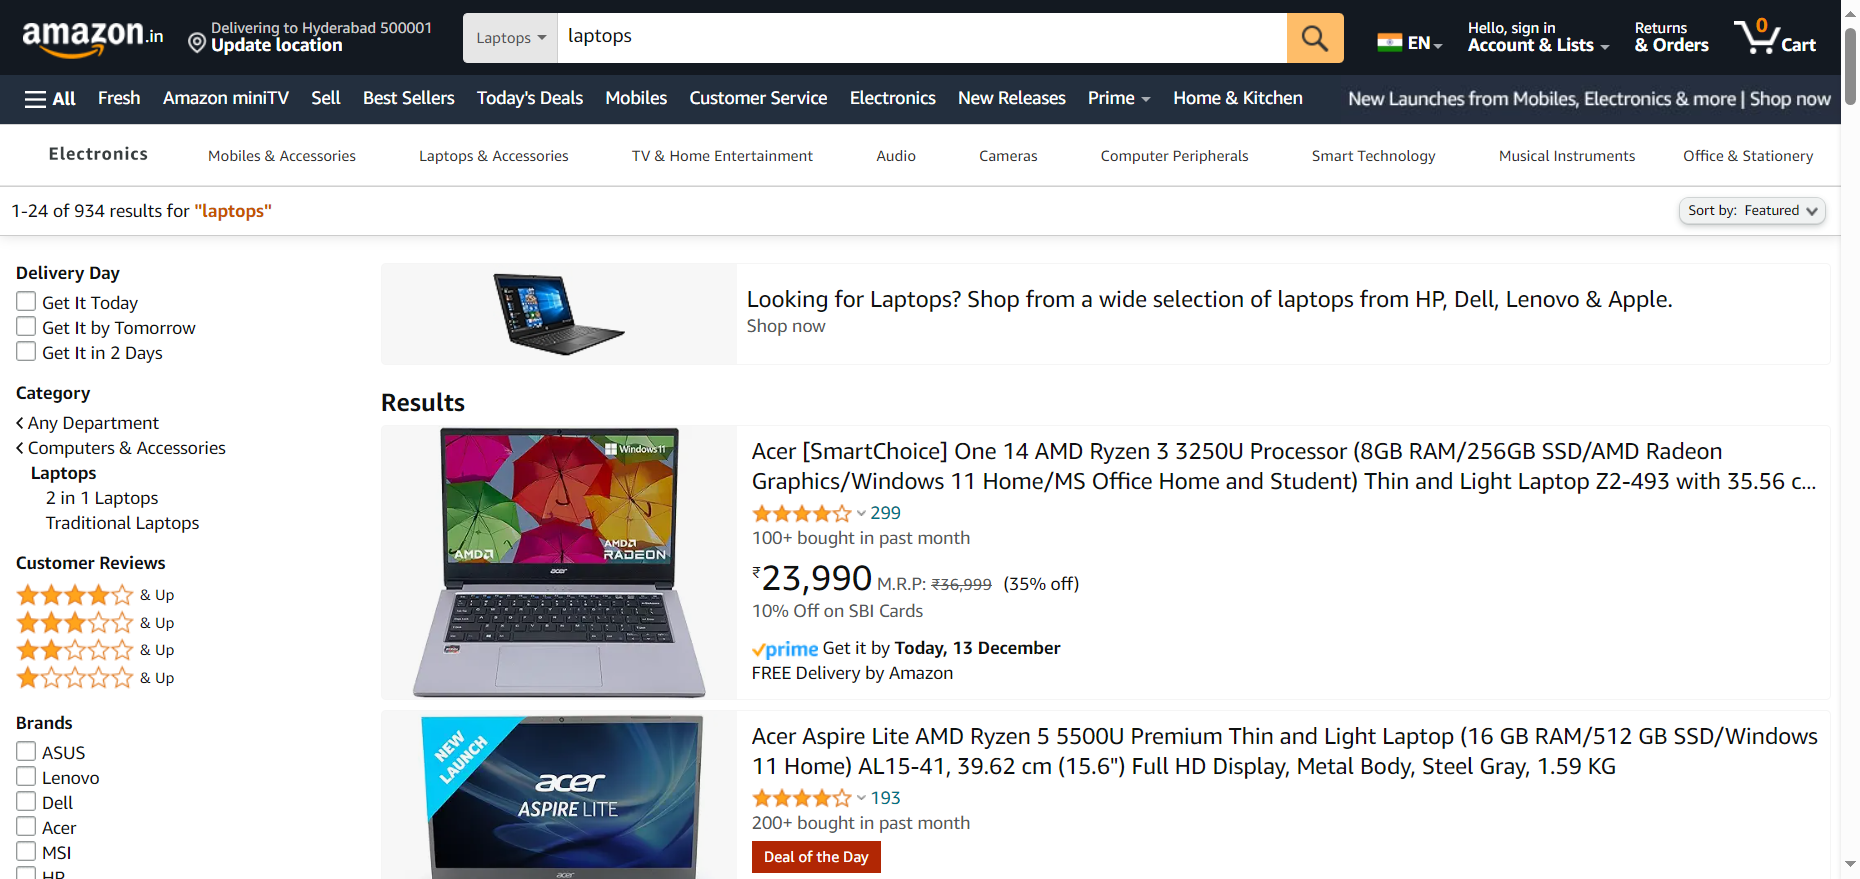 amazon.in
Delivering to Hyderabad 500001
Update location
Laptops
laptops
EN
Hello, sign in
Account & Lists
Returns
& Orders
0
Cart
All
Fresh
Amazon miniTV
Sell
Best Sellers
Today's Deals
Mobiles
Customer Service
Electronics
New Releases
Prime
Home & Kitchen
New Launches from Mobiles, Electronics & more | Shop now
Electronics
Mobiles & Accessories
Laptops & Accessories
TV & Home Entertainment
Audio
Cameras
Computer Peripherals
Smart Technology
Musical Instruments
Office & Stationery
1-24 of 934 results for "laptops"
Sort by: Featured
Delivery Day
Get It Today
Get It by Tomorrow
Get It in 2 Days
Category
Any Department
Computers & Accessories
Laptops
2 in 1 Laptops
Traditional Laptops
Customer Reviews
& Up
& Up
& Up
& Up
Brands
ASUS
Lenovo
Dell
Acer
MSI
HP
Looking for Laptops? Shop from a wide selection of laptops from HP, Dell, Lenovo & Apple.
Shop now
Results
Windows 11
AMD
AMD
RADEON
acer
Acer [SmartChoice] One 14 AMD Ryzen 3 3250U Processor (8GB RAM/256GB SSD/AMD Radeon
Graphics/Windows 11 Home/MS Office Home and Student) Thin and Light Laptop Z2-493 with 35.56 c...
299
100+ bought in past month
₹23,990 M.R.P: ₹36,999 (35% off)
10% Off on SBI Cards
prime Get it by Today, 13 December
FREE Delivery by Amazon
NEW
LAUNCH
acer
ASPIRE LITE
acer
Acer Aspire Lite AMD Ryzen 5 5500U Premium Thin and Light Laptop (16 GB RAM/512 GB SSD/Windows
11 Home) AL15-41, 39.62 cm (15.6") Full HD Display, Metal Body, Steel Gray, 1.59 KG
193
200+ bought in past month
Deal of the Day